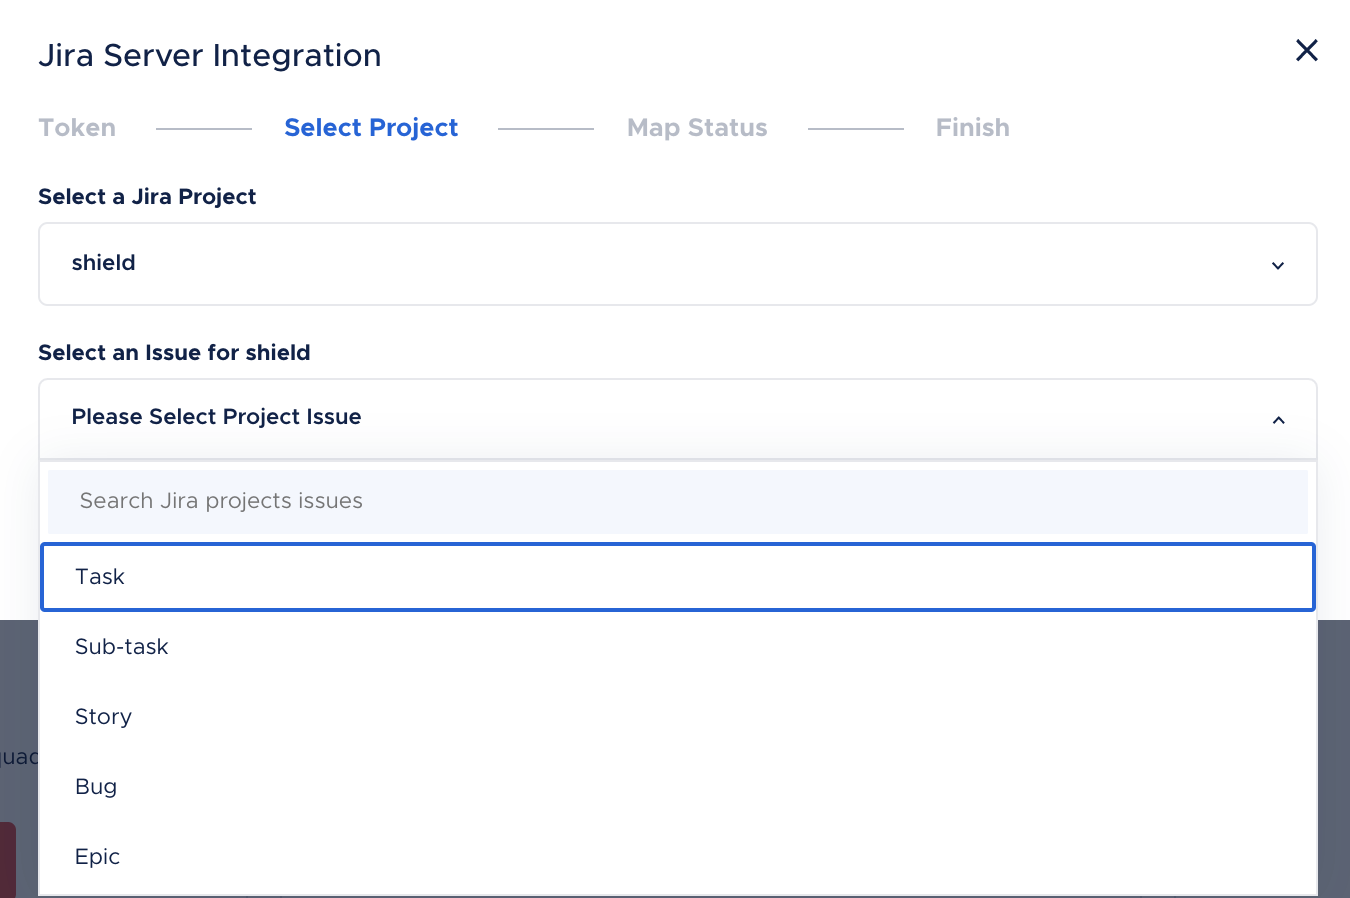 Jira Server Integration
Token Select Project Map Status Finish
Select a Jira Project
shield
Select an Issue for shield
Please Select Project Issue
Search Jira projects issues
Task
Sub-task
Story
Bug
Epic